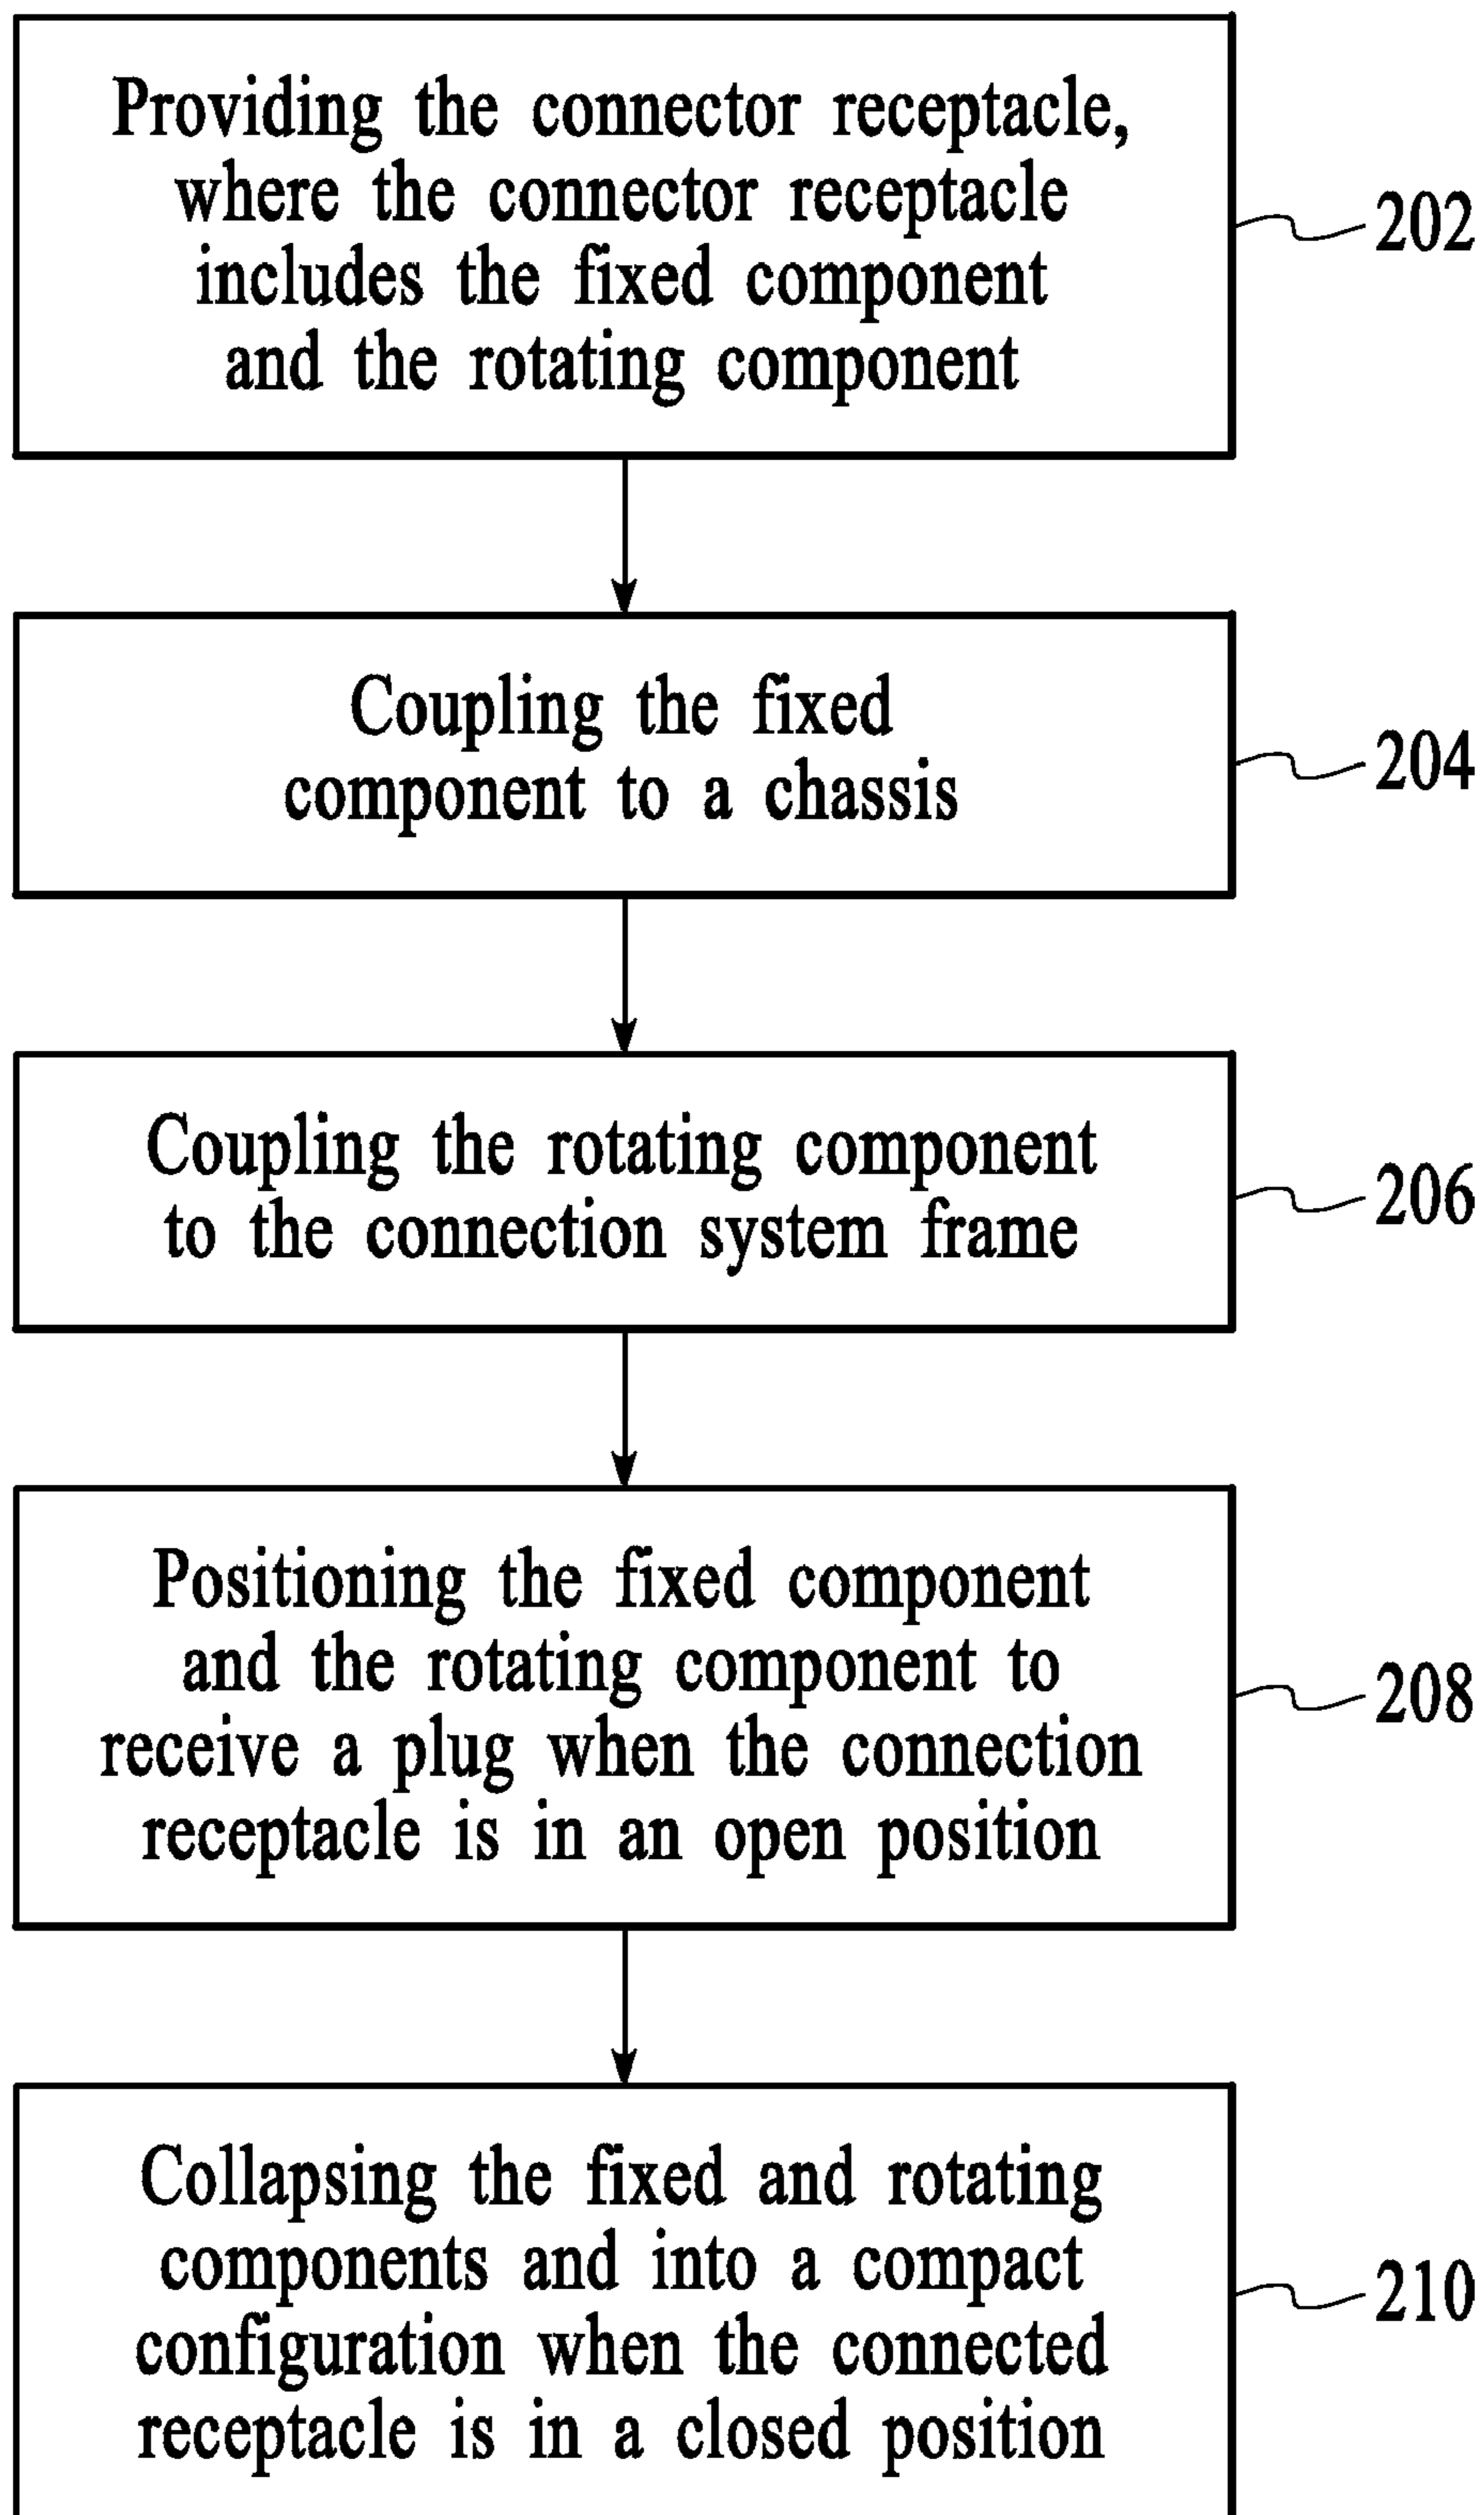 Providing the connector receptacle,
where the connector receptacle
includes the fixed component
and the rotating component
202
Coupling the fixed
component to a chassis
204
Coupling the rotating component
to the connection system frame
206
Positioning the fixed component
and the rotating component to
receive a plug when the connection
receptacle is in an open position
208
Collapsing the fixed and rotating
components and into a compact
configuration when the connected
receptacle is in a closed position
210